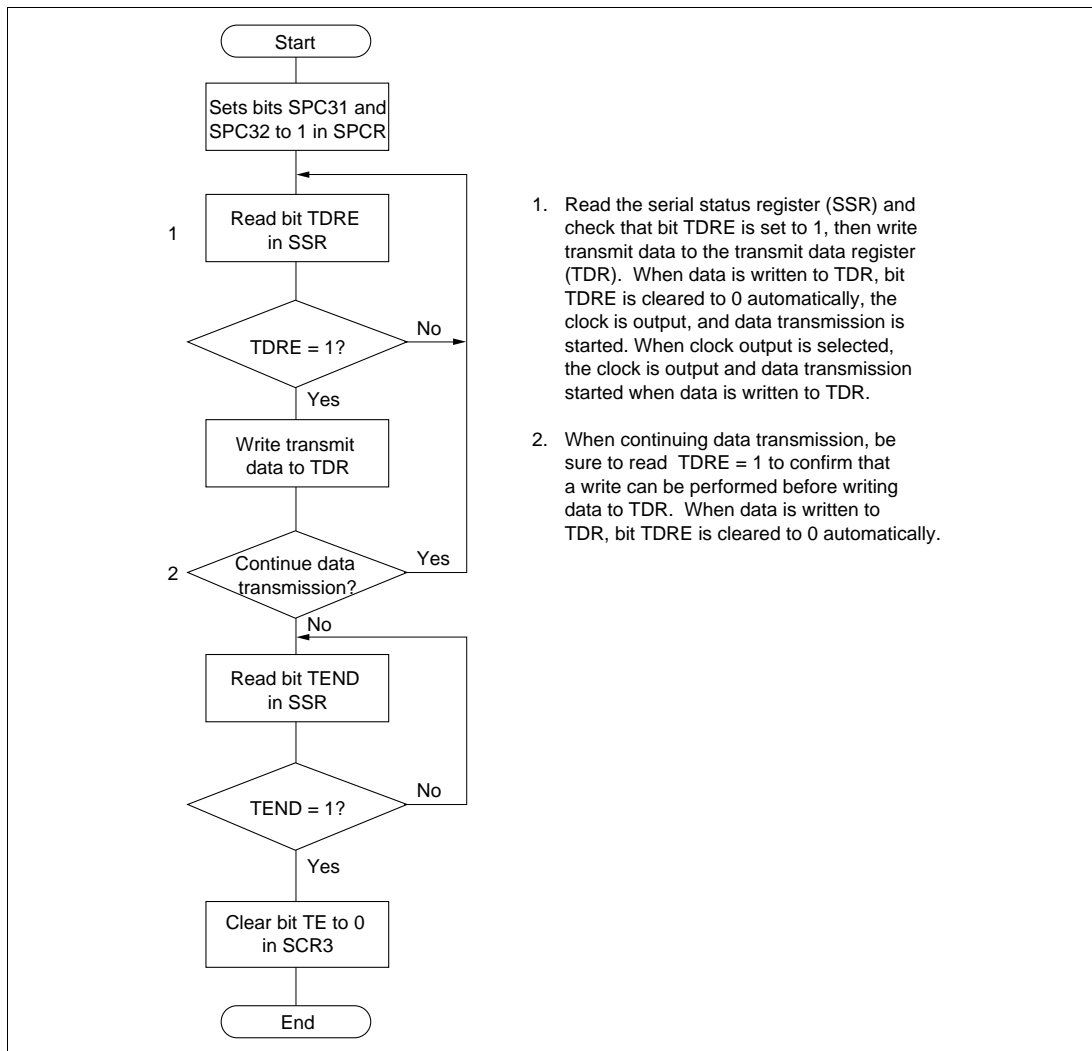 Start
Sets bits SPC31 and
SPC32 to 1 in SPCR
1
Read bit TDRE
in SSR
TDRE = 1?
No
Yes
Write transmit
data to TDR
2
Continue data
transmission?
Yes
No
Read bit TEND
in SSR
TEND = 1?
No
Yes
Clear bit TE to 0
in SCR3
End
1. Read the serial status register (SSR) and
check that bit TDRE is set to 1, then write
transmit data to the transmit data register
(TDR). When data is written to TDR, bit
TDRE is cleared to 0 automatically, the
clock is output, and data transmission is
started. When clock output is selected,
the clock is output and data transmission
started when data is written to TDR.
2. When continuing data transmission, be
sure to read TDRE = 1 to confirm that
a write can be performed before writing
data to TDR. When data is written to
TDR, bit TDRE is cleared to 0 automatically.